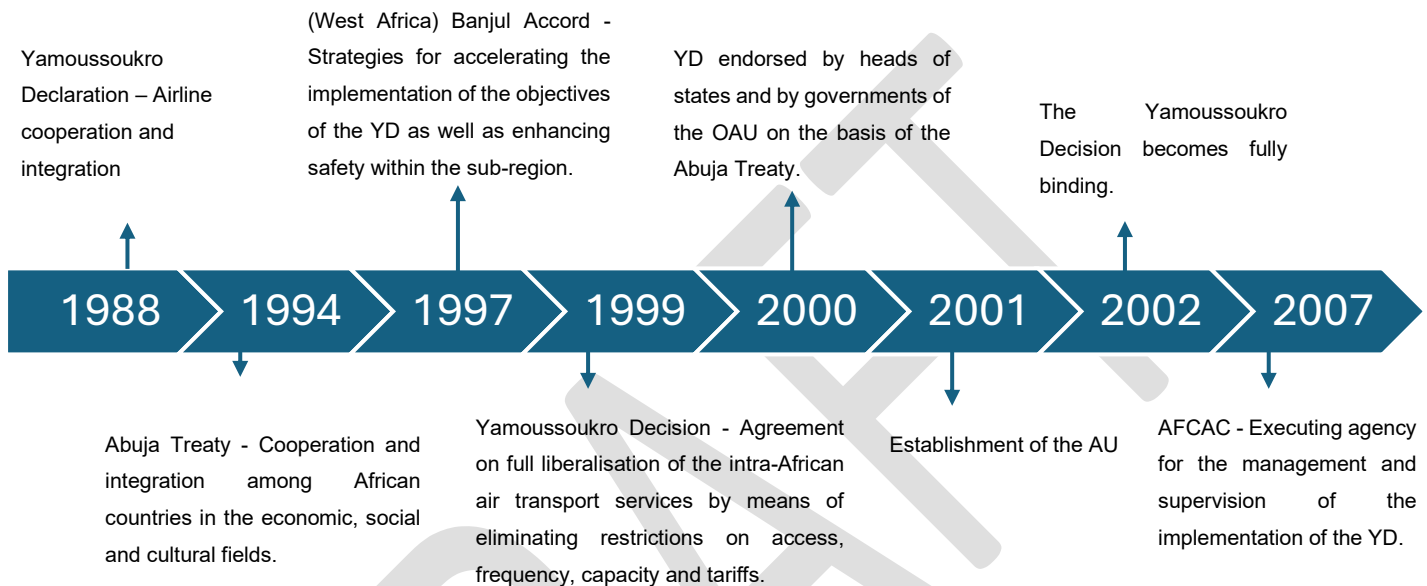 Yamoussoukro
Declaration – Airline
cooperation and
integration
(West Africa) Banjul Accord -
Strategies for accelerating the
implementation of the objectives
of the YD as well as enhancing
safety within the sub-region.
YD endorsed by heads of
states and by governments of
the OAU on the basis of the
Abuja Treaty.
The Yamoussoukro
Decision becomes fully
binding.
1988
1994
1997
1999
2000
2001
2002
2007
Abuja Treaty - Cooperation and
integration among African
countries in the economic, social
and cultural fields.
Yamoussoukro Decision - Agreement
on full liberalisation of the intra-African
air transport services by means of
eliminating restrictions on access,
frequency, capacity and tariffs.
Establishment of the AU
AFCAC - Executing agency
for the management and
supervision of the
implementation of the YD.
DRAFT